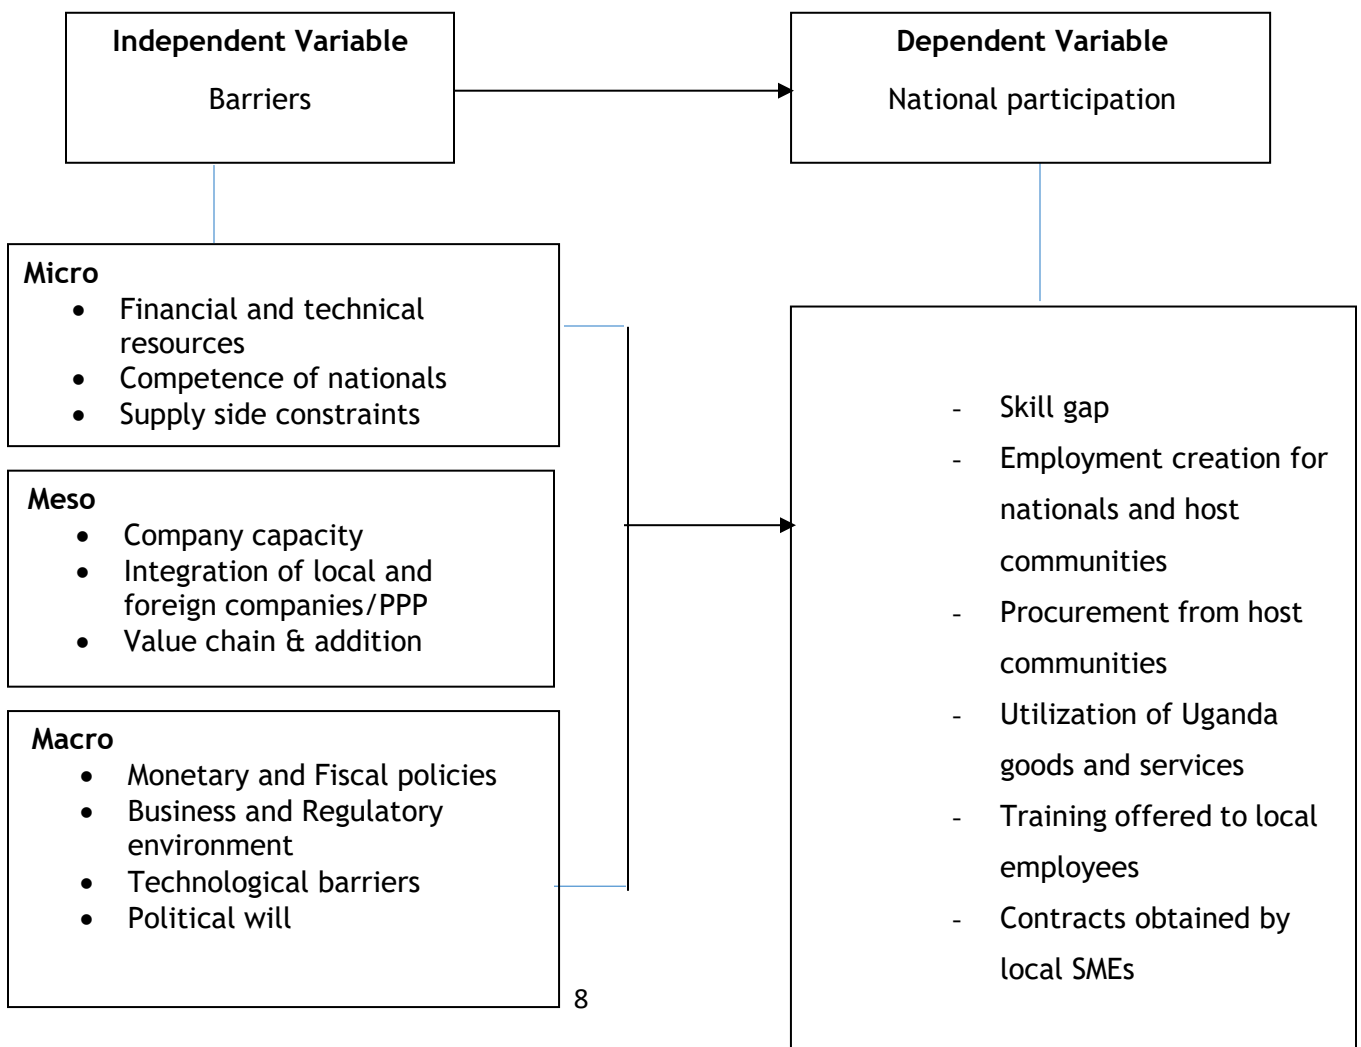 Independent Variable
Barriers
Dependent Variable
National participation
Micro
• Financial and technical
resources
• Competence of nationals
• Supply side constraints
Meso
• Company capacity
• Integration of local and
foreign companies/PPP
• Value chain & addition
Macro
• Monetary and Fiscal policies
• Business and Regulatory
environment
• Technological barriers
• Political will
- Skill gap
- Employment creation for
nationals and host
communities
- Procurement from host
communities
- Utilization of Uganda
goods and services
- Training offered to local
employees
- Contracts obtained by
local SMEs
8